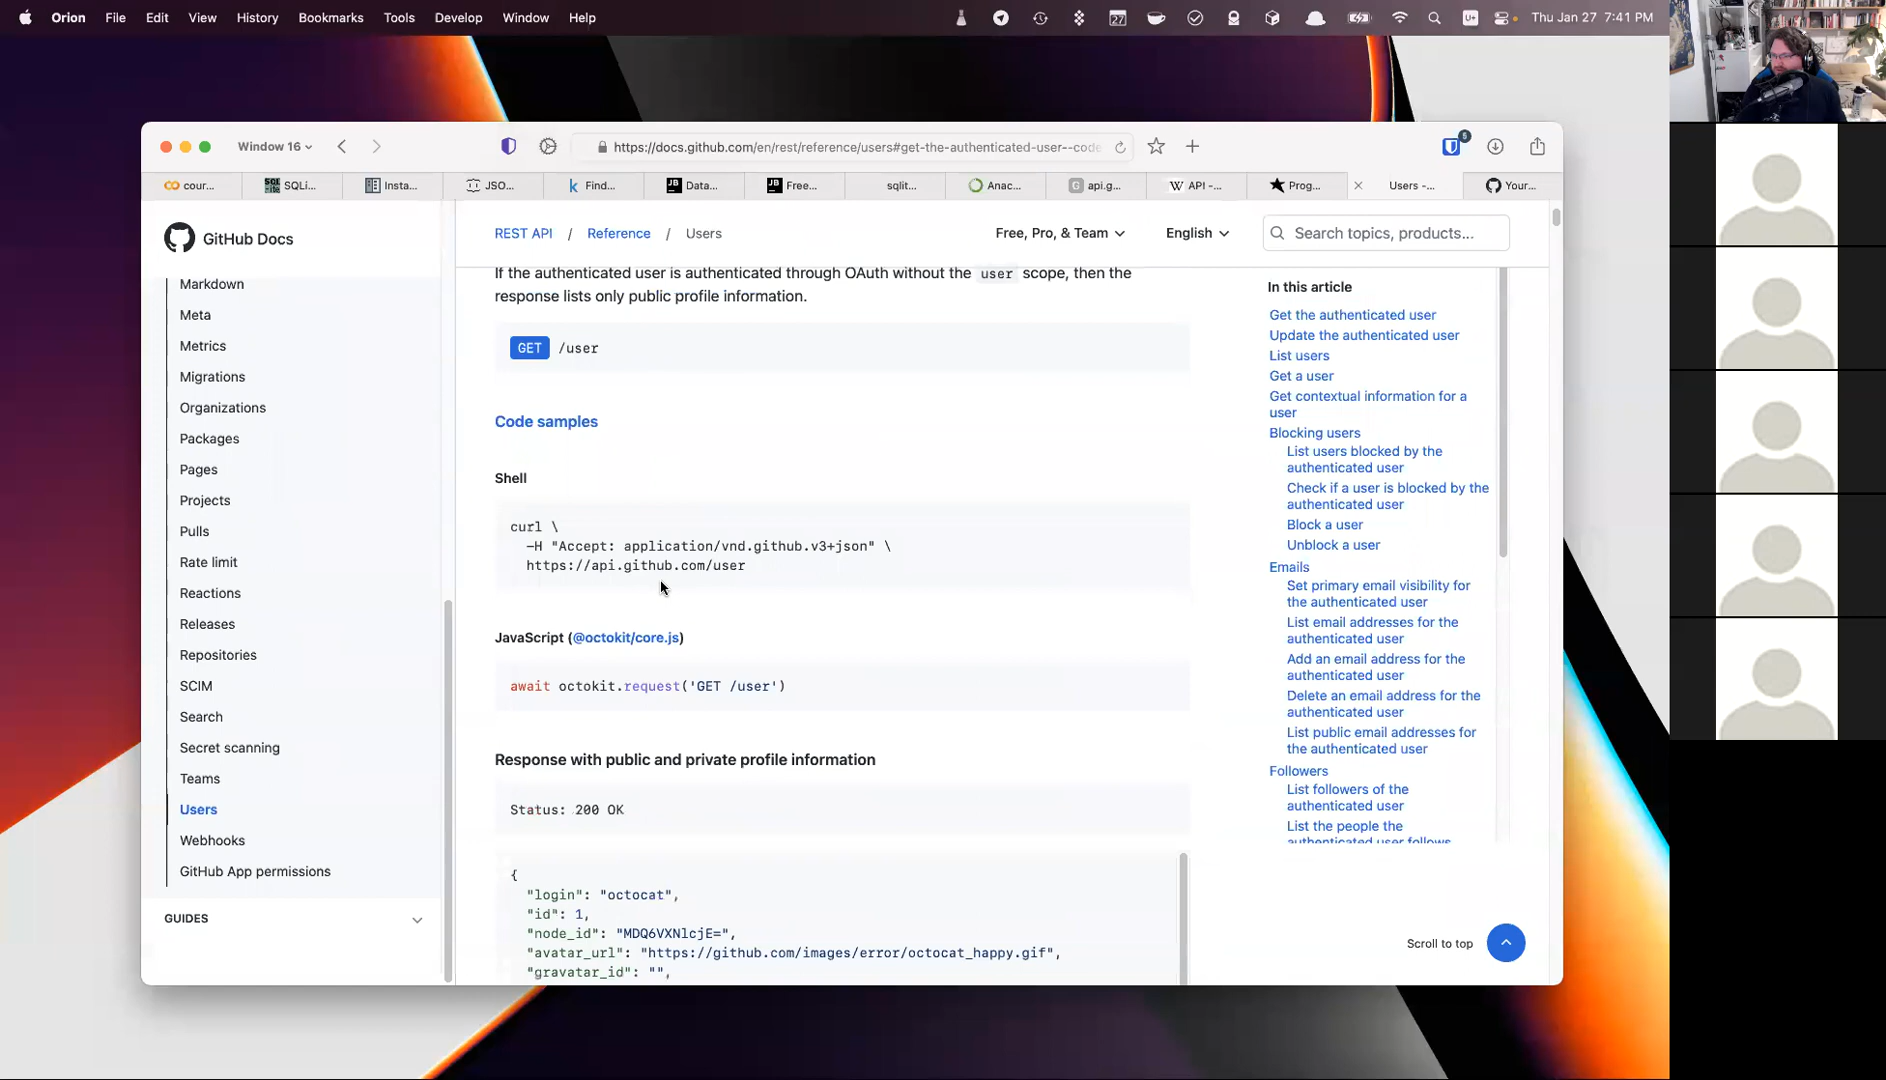 Orion File Edit View History Bookmarks Tools Develop Window Help
27
U+
Thu Jan 27 7:41 PM
Window 16
https://docs.github.com/en/rest/reference/users#get-the-authenticated-user--code
5
cour...
SQLi...
Insta...
JSO...
Find...
Data...
Free...
sqlit...
Anac...
api.g...
API -...
Prog...
Users -...
Your...
GitHub Docs
REST API / Reference / Users
Free, Pro, & Team
English
Search topics, products...
Markdown
Meta
Metrics
Migrations
Organizations
Packages
Pages
Projects
Pulls
Rate limit
Reactions
Releases
Repositories
SCIM
Search
Secret scanning
Teams
Users
Webhooks
GitHub App permissions
GUIDES
If the authenticated user is authenticated through OAuth without the user scope, then the
response lists only public profile information.
GET /user
Code samples
Shell
curl \
-H "Accept: application/vnd.github.v3+json" \
https://api.github.com/user
JavaScript (@octokit/core.js)
await octokit.request('GET /user')
Response with public and private profile information
Status: 200 OK
{
"login": "octocat",
"id": 1,
"node_id": "MDQ6VXNlcjE=",
"avatar_url": "https://github.com/images/error/octocat_happy.gif",
"gravatar_id": "",
In this article
Get the authenticated user
Update the authenticated user
List users
Get a user
Get contextual information for a
user
Blocking users
List users blocked by the
authenticated user
Check if a user is blocked by the
authenticated user
Block a user
Unblock a user
Emails
Set primary email visibility for
the authenticated user
List email addresses for the
authenticated user
Add an email address for the
authenticated user
Delete an email address for the
authenticated user
List public email addresses for
the authenticated user
Followers
List followers of the
authenticated user
List the people the
authenticated user follows
Scroll to top